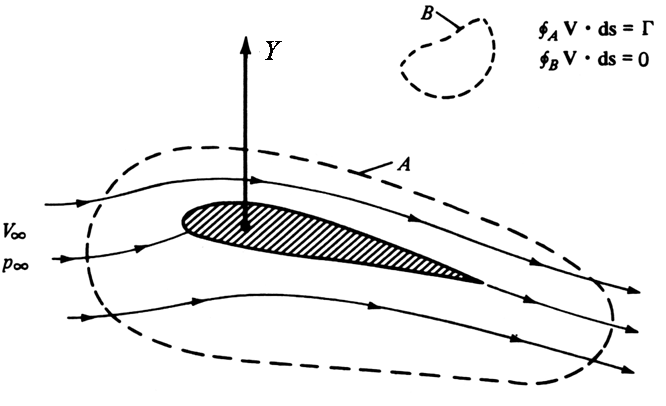 B
∮A V · ds = Γ
∮B V · ds = 0
Y
A
V∞
p∞